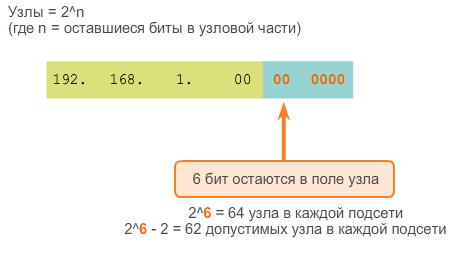 Узлы = 2^n
(где n = оставшиеся биты в узловой части)
192. 168. 1. 00 00 0000
6 бит остаются в поле узла
2^6 = 64 узла в каждой подсети
2^6 - 2 = 62 допустимых узла в каждой подсети